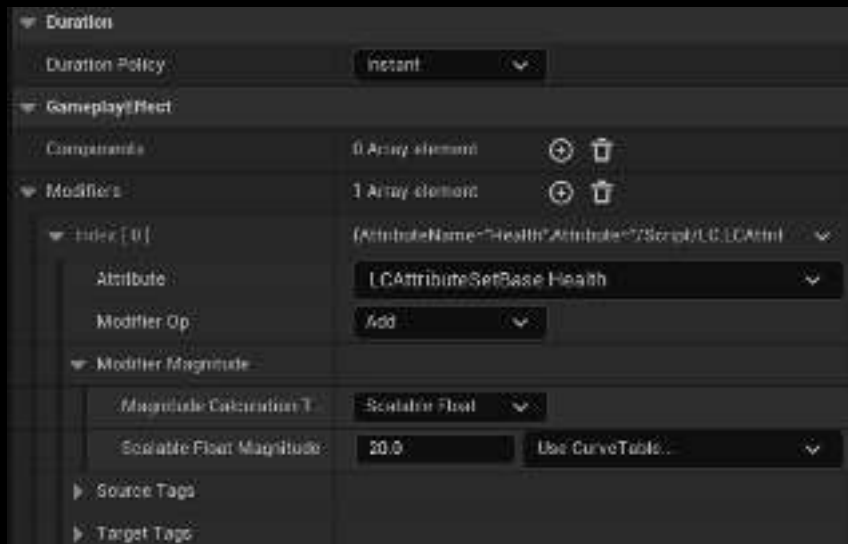 Duration
Duration Policy Instant
GameplayEffect
Components 0 Array element
Modifiers 1 Array element
Index [ 0 ] (AttributeName="Health",Attribute="/Script/LC.LCAttri
Attribute LCAttributeSetBase.Health
Modifier Op Add
Modifier Magnitude
Magnitude Calculation T Scalable Float
Scalable Float Magnitude 20.0 Use CurveTable...
Source Tags
Target Tags